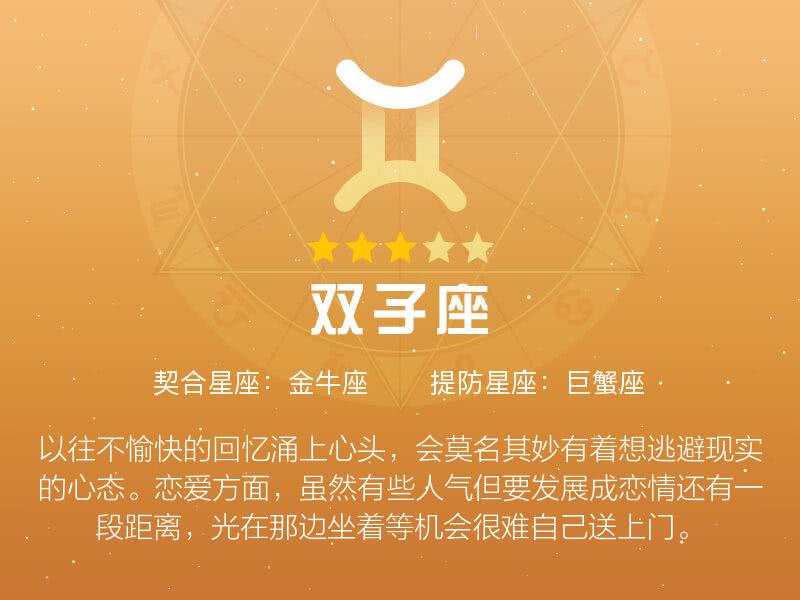 双子座
契合星座：金牛座 提防星座：巨蟹座
以往不愉快的回忆涌上心头，会莫名其妙有着想逃避现实
的心态。恋爱方面，虽然有些人气但要发展成恋情还有一
段距离，光在那边坐着等机会很难自己送上门。